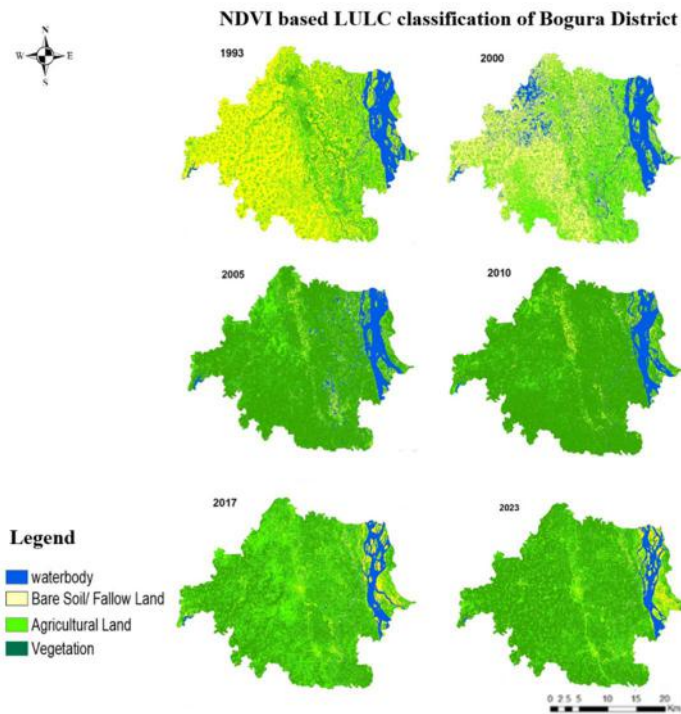 NDVI based LULC classification of Bogura District
N
W E
S
1993
2000
2005
2010
2017
2023
Legend
waterbody
Bare Soil/ Fallow Land
Agricultural Land
Vegetation
0 2.5 5 10 15 20
Km